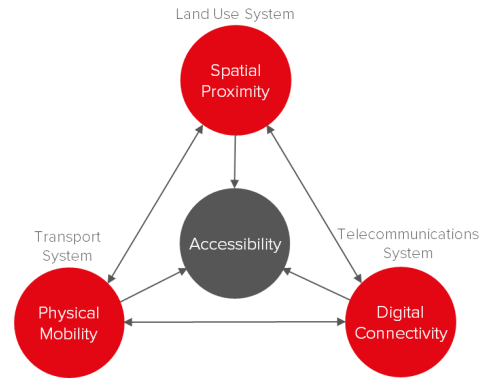 Land Use System
Spatial
Proximity
Accessibility
Transport
System
Telecommunications
System
Physical
Mobility
Digital
Connectivity